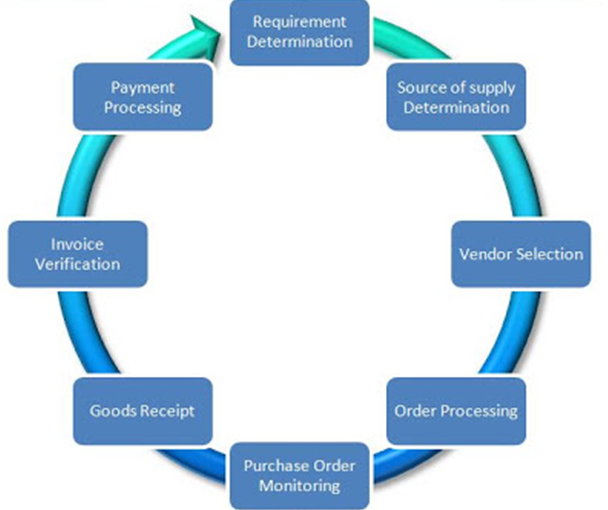 Requirement
Determination
Source of supply
Determination
Vendor Selection
Order Processing
Purchase Order
Monitoring
Goods Receipt
Invoice
Verification
Payment
Processing